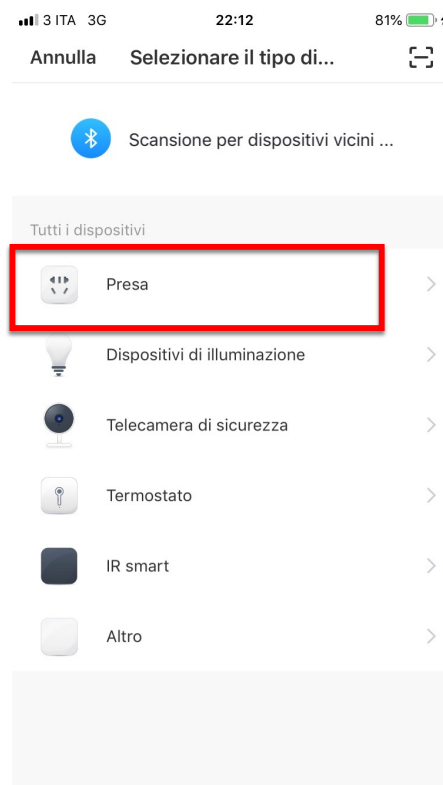 3 ITA 3G 22:12 81%
Annulla Selezionare il tipo di...
Scansione per dispositivi vicini ...
Tutti i dispositivi
Presa
Dispositivi di illuminazione
Telecamera di sicurezza
Termostato
IR smart
Altro